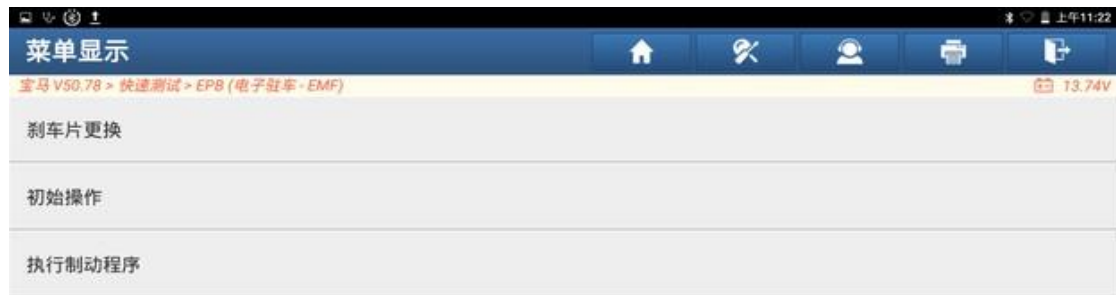 上午11:22
菜单显示
宝马 V50.78 > 快速测试 > EPB (电子驻车 - EMF) 13.74V
刹车片更换
初始操作
执行制动程序